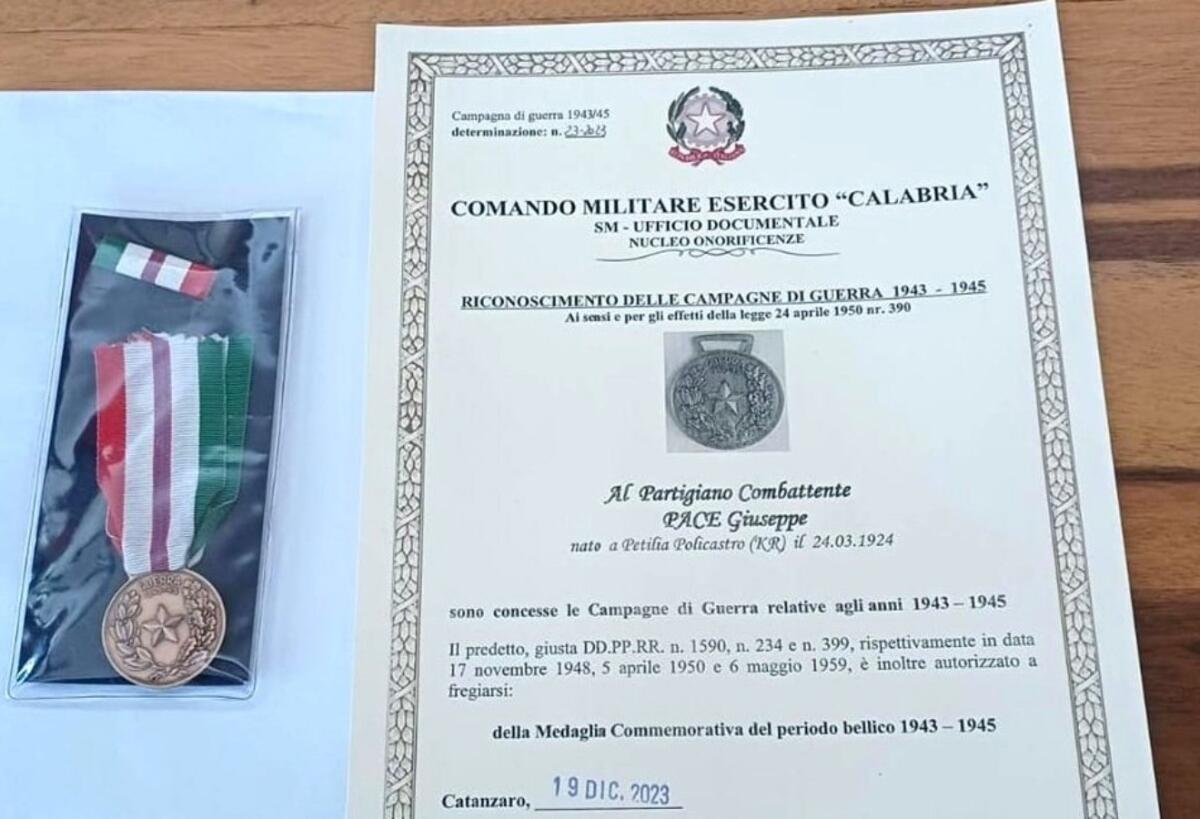 Campagna di guerra 1943/45
determinazione: n. 23-2023
REPVBBLICA ITALIANA
COMANDO MILITARE ESERCITO “CALABRIA”
SM - UFFICIO DOCUMENTALE
NUCLEO ONORIFICENZE
RICONOSCIMENTO DELLE CAMPAGNE DI GUERRA 1943 - 1945
Ai sensi e per gli effetti della legge 24 aprile 1950 nr. 390
GUERRA
Al Partigiano Combattente
PACE Giuseppe
nato a Petilia Policastro (KR) il 24.03.1924
sono concesse le Campagne di Guerra relative agli anni 1943 – 1945
Il predetto, giusta DD.PP.RR. n. 1590, n. 234 e n. 399, rispettivamente in data
17 novembre 1948, 5 aprile 1950 e 6 maggio 1959, è inoltre autorizzato a
fregiarsi:
della Medaglia Commemorativa del periodo bellico 1943 – 1945
Catanzaro, 19 DIC. 2023
GUERRA